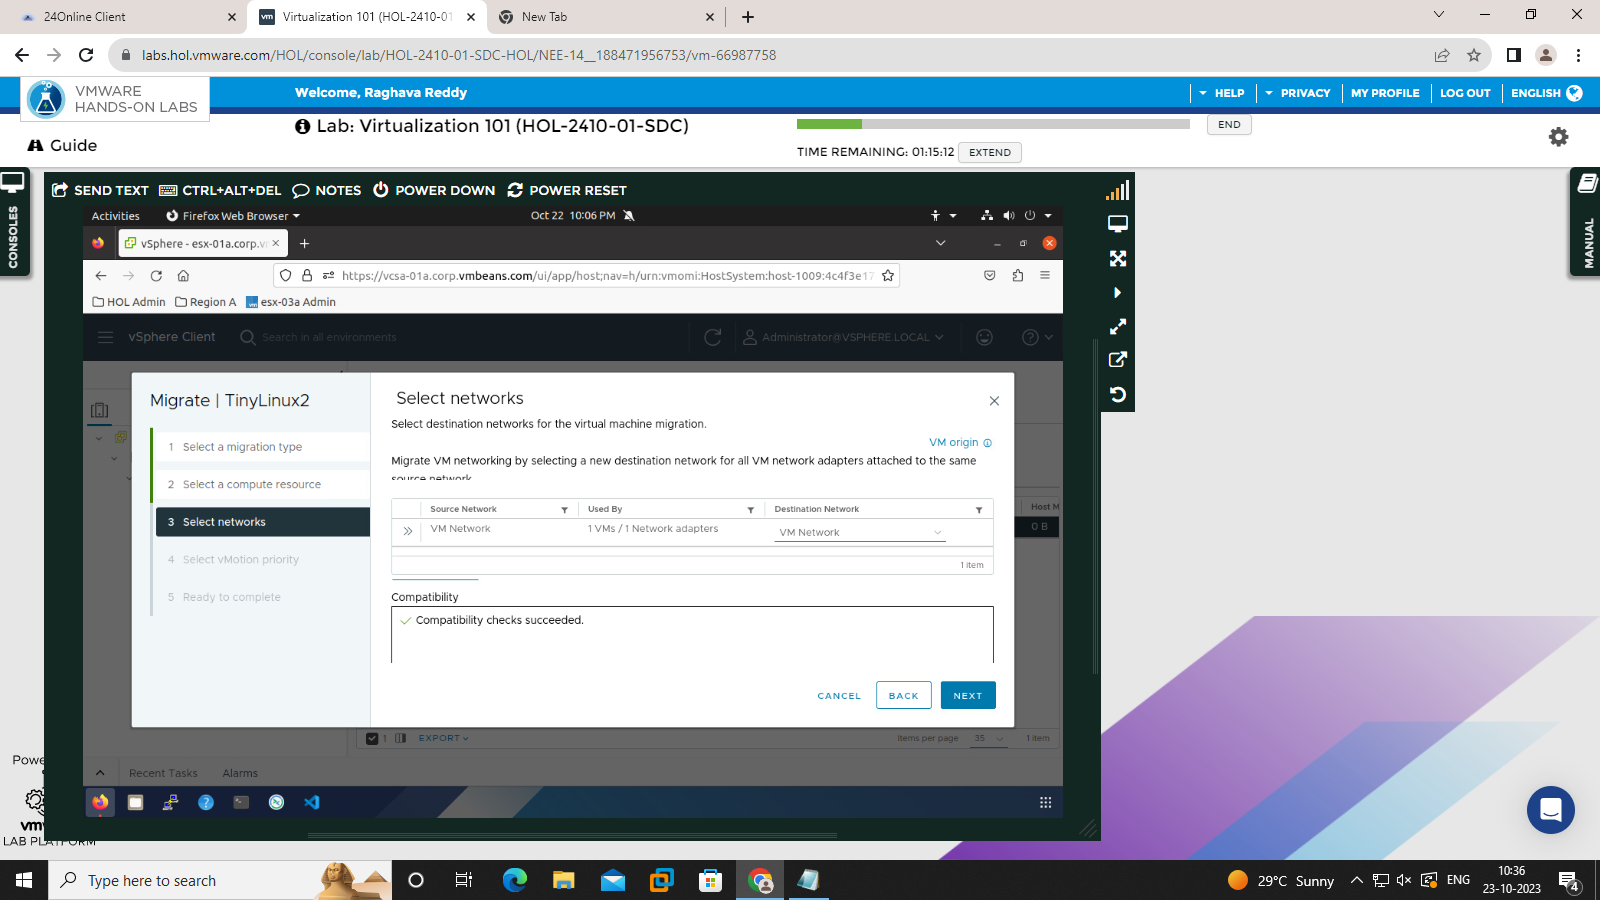 24Online Client
Virtualization 101 (HOL-2410-01
New Tab
labs.hol.vmware.com/HOL/console/lab/HOL-2410-01-SDC-HOL/NEE-14__188471956753/vm-66987758
VMWARE
HANDS-ON LABS
Welcome, Raghava Reddy
HELP
PRIVACY
MY PROFILE
LOG OUT
ENGLISH
Guide
Lab: Virtualization 101 (HOL-2410-01-SDC)
END
TIME REMAINING: 01:15:12
EXTEND
CONSOLES
MANUAL
SEND TEXT
CTRL+ALT+DEL
NOTES
POWER DOWN
POWER RESET
Activities
Firefox Web Browser
Oct 22 10:06 PM
vSphere - esx-01a.corp.v
https://vcsa-01a.corp.vmbeans.com/ui/app/host;nav=h/urn:vmomi:HostSystem:host-1009:4c4f3e17
HOL Admin
Region A
esx-03a Admin
vSphere Client
Search in all environments
Administrator@VSPHERE.LOCAL
Migrate | TinyLinux2
1 Select a migration type
2 Select a compute resource
3 Select networks
4 Select vMotion priority
5 Ready to complete
Select networks
Select destination networks for the virtual machine migration.
VM origin
Migrate VM networking by selecting a new destination network for all VM network adapters attached to the same
source network.
Source Network
Used By
Destination Network
VM Network
1 VMs / 1 Network adapters
VM Network
1 item
Compatibility
Compatibility checks succeeded.
CANCEL
BACK
NEXT
Host M
0 B
1
EXPORT
Items per page
35
1 item
Recent Tasks
Alarms
Powe
vmv
LAB PLATFORM
Type here to search
29°C Sunny
ENG
10:36
23-10-2023
4